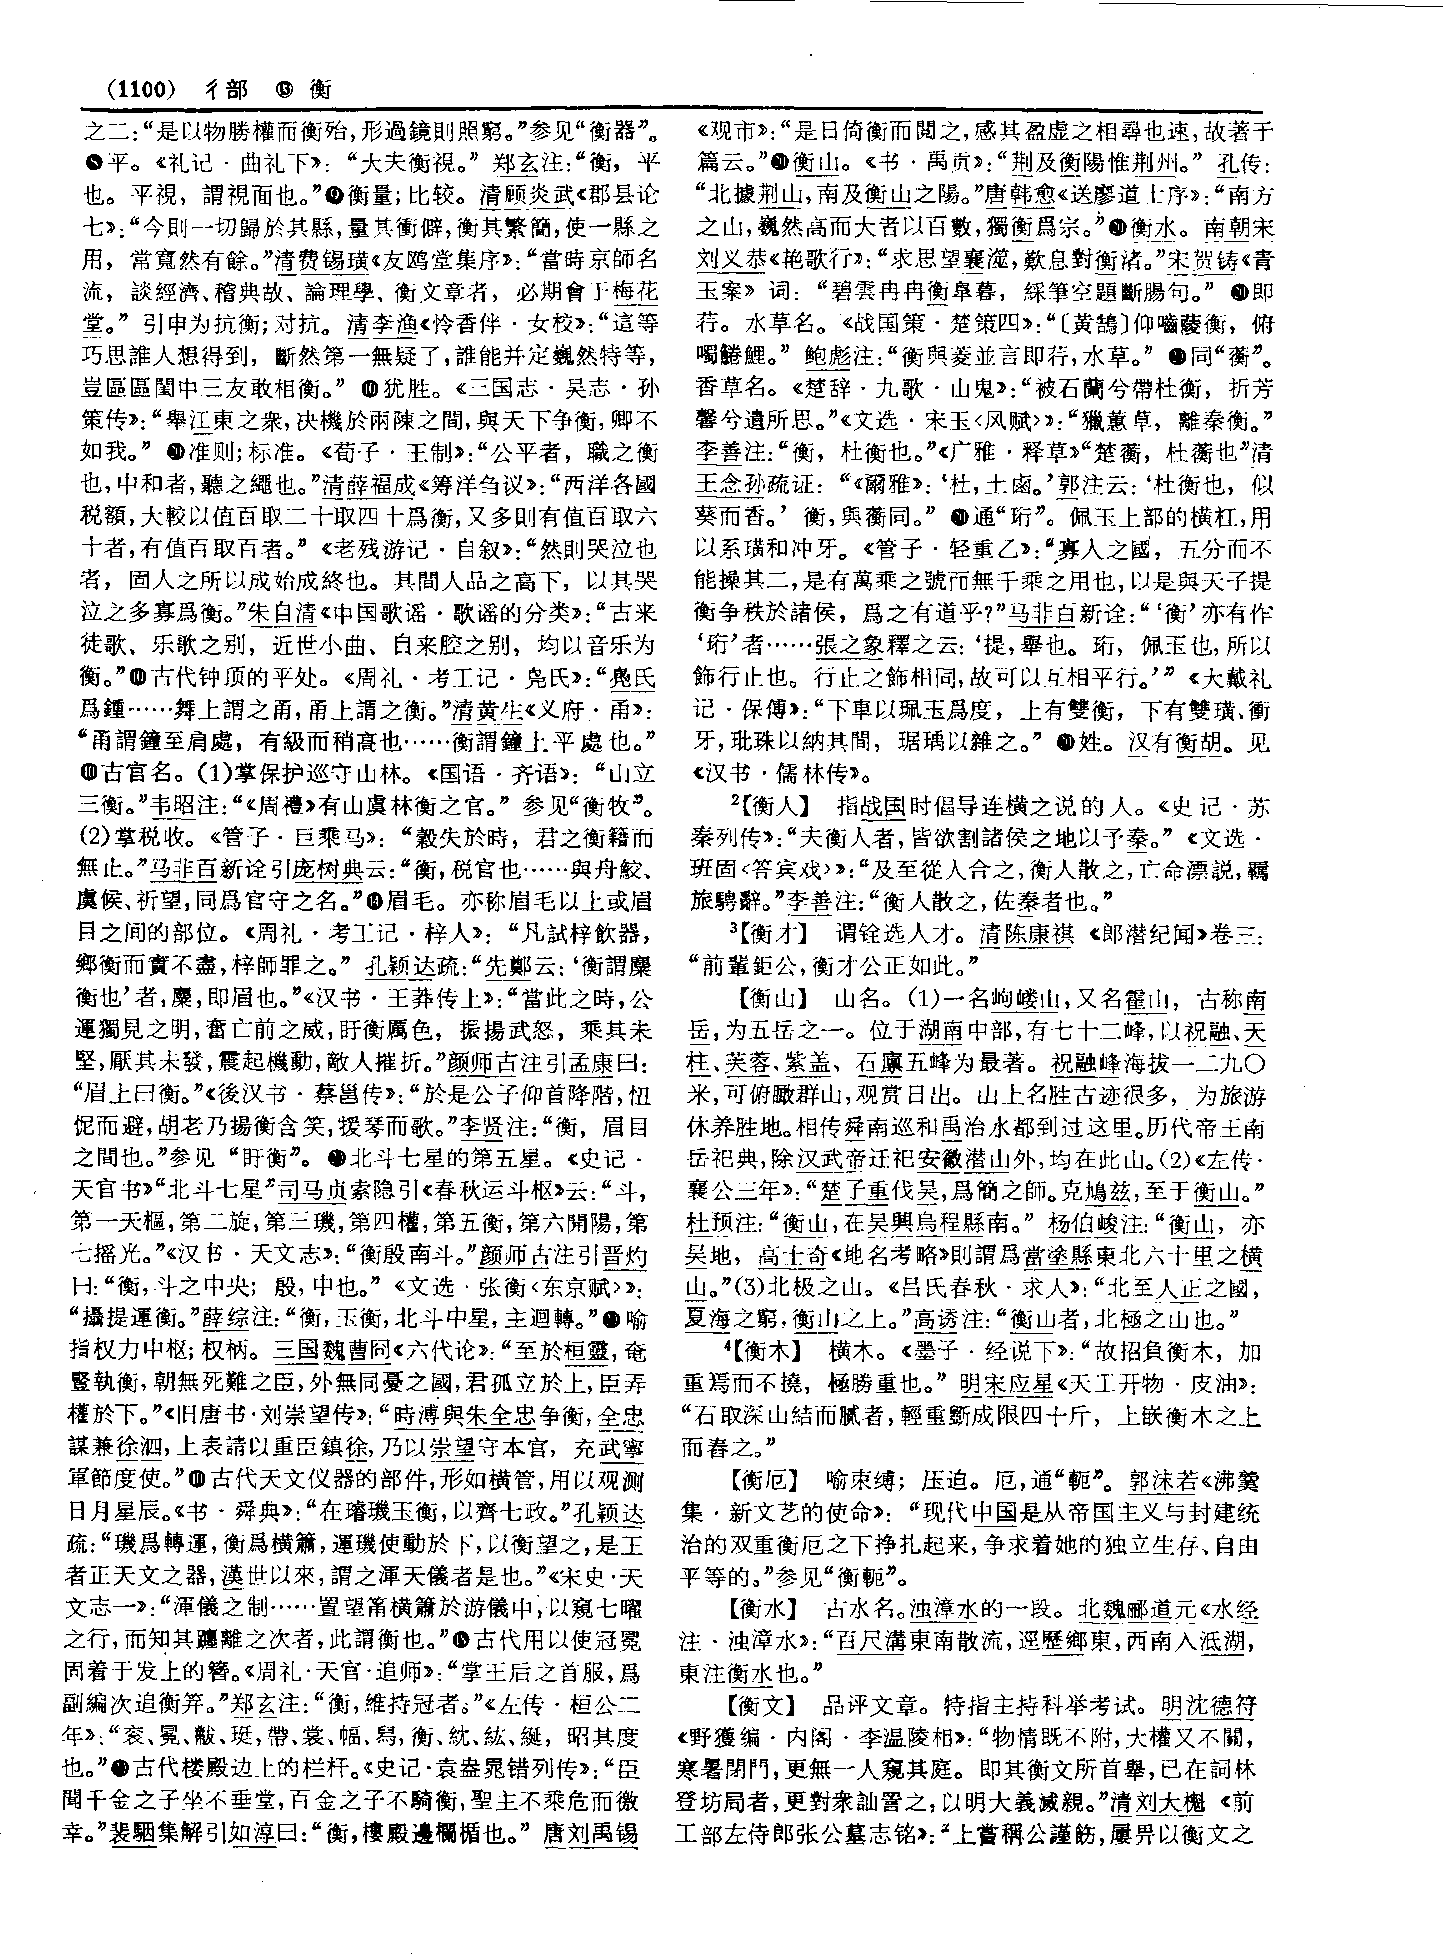 （1100） 彳部 ⑬ 衡
之二：“是以物勝權而衡殆，形過鏡則照窮。”参见“衡器”。
❽平。《礼记·曲礼下》：“大夫衡視。”郑玄注：“衡，平
也。平視，謂視面也。”❾衡量；比较。清顾炎武《郡县论
七》：“今則一切歸於其縣，量其衝僻，衡其繁簡，使一縣之
用，常寬然有餘。”清费锡璜《友鸥堂集序》：“當時京師名
流，談經濟、稽典故、論理學、衡文章者，必期會于梅花
堂。”引申为抗衡；对抗。清李渔《怜香伴·女校》：“這等
巧思誰人想得到，斷然第一無疑了，誰能并定巍然特等，
豈區區閨中三友敢相衡。”❿犹胜。《三国志·吴志·孙
策传》：“舉江東之衆，决機於兩陳之間，與天下争衡，卿不
如我。”⓫准则；标准。《荀子·王制》：“公平者，職之衡
也，中和者，聽之繩也。”清薛福成《筹洋刍议》：“西洋各國
税額，大較以值百取二十取四十爲衡，又多則有值百取六
十者，有值百取百者。”《老残游记·自叙》：“然則哭泣也
者，固人之所以成始成終也。其間人品之高下，以其哭
泣之多寡爲衡。”朱自清《中国歌谣·歌谣的分类》：“古来
徒歌、乐歌之别，近世小曲、自来腔之别，均以音乐为
衡。”⓬古代钟顶的平处。《周礼·考工记·凫氏》：“鳧氏
爲鍾……舞上謂之甬，甬上謂之衡。”清黄生《义府·甬》：
“甬謂鐘至肩處，有級而稍高也……衡謂鐘上平處也。”
⓭古官名。（1）掌保护巡守山林。《国语·齐语》：“山立
三衡。”韦昭注：“《周禮》有山虞林衡之官。”参见“衡牧”。
（2）掌税收。《管子·巨乘马》：“穀失於時，君之衡籍而
無止。”马非百新诠引庞树典云：“衡，税官也……與舟鮫、
虞候、祈望，同爲官守之名。”⓮眉毛。亦称眉毛以上或眉
目之间的部位。《周礼·考工记·梓人》：“凡試梓飲器，
鄉衡而實不盡，梓師罪之。”孔颖达疏：“先鄭云：‘衡謂麋
衡也’者，麋，即眉也。”《汉书·王莽传上》：“當此之時，公
運獨見之明，奮亡前之威，盱衡厲色，振揚武怒，乘其未
堅，厭其未發，震起機動，敵人摧折。”颜师古注引孟康曰：
“眉上曰衡。”《後汉书·蔡邕传》：“於是公子仰首降階，忸
怩而避，胡老乃揚衡含笑，援琴而歌。”李贤注：“衡，眉目
之間也。”参见“盱衡”。⓯北斗七星的第五星。《史记·
天官书》“北斗七星”司马贞索隐引《春秋运斗枢》云：“斗，
第一天樞，第二旋，第三璣，第四權，第五衡，第六開陽，第
七摇光。”《汉书·天文志》：“衡殷南斗。”颜师古注引晋灼
曰：“衡，斗之中央；殷，中也。”《文选·张衡〈东京赋〉》：
“攝提運衡。”薛综注：“衡，玉衡，北斗中星，主迴轉。”⓰喻
指权力中枢；权柄。三国魏曹冏《六代论》：“至於桓靈，奄
豎執衡，朝無死難之臣，外無同憂之國，君孤立於上，臣弄
權於下。”《旧唐书·刘崇望传》：“時溥與朱全忠争衡，全忠
謀兼徐泗，上表請以重臣鎮徐，乃以崇望守本官，充武寧
軍節度使。”⓱古代天文仪器的部件，形如横管，用以观测
日月星辰。《书·舜典》：“在璿璣玉衡，以齊七政。”孔颖达
疏：“璣爲轉運，衡爲横簫，運璣使動於下，以衡望之，是王
者正天文之器，漢世以來，謂之渾天儀者是也。”《宋史·天
文志一》：“渾儀之制……置望筩横簫於游儀中，以窺七曜
之行，而知其躔離之次者，此謂衡也。”⓲古代用以使冠冕
固着于发上的簪。《周礼·天官·追师》：“掌王后之首服，爲
副編次追衡笄。”郑玄注：“衡，維持冠者。”《左传·桓公二
年》：“衮、冕、黻、珽，帶、裳、幅、舄，衡、紞、紘、綖，昭其度
也。”⓳古代楼殿边上的栏杆。《史记·袁盎晁错列传》：“臣
聞千金之子坐不垂堂，百金之子不騎衡，聖主不乘危而徼
幸。”裴駰集解引如淳曰：“衡，樓殿邊欄楯也。”唐刘禹锡
《观市》：“是日倚衡而閲之，感其盈虚之相尋也速，故著于
篇云。”⓴衡山。《书·禹贡》：“荆及衡陽惟荆州。”孔传：
“北據荆山，南及衡山之陽。”唐韩愈《送廖道士序》：“南方
之山，巍然高而大者以百數，獨衡爲宗。”㉑衡水。南朝宋
刘义恭《艳歌行》：“求思望襄澨，歎息對衡渚。”宋贺铸《青
玉案》词：“碧雲冉冉衡皋暮，綵筆空題斷腸句。”㉒即
荇。水草名。《战国策·楚策四》：“〔黄鵠〕仰嚙蔆衡，俯
噣鯵鯉。”鲍彪注：“衡與菱並言即荇，水草。”㉓同“蘅”。
香草名。《楚辞·九歌·山鬼》：“被石蘭兮帶杜衡，折芳
馨兮遺所思。”《文选·宋玉〈风赋〉》：“獵蕙草，離秦衡。”
李善注：“衡，杜衡也。”《广雅·释草》“楚蘅，杜蘅也”清
王念孙疏证：“《爾雅》：‘杜，土鹵。’郭注云：‘杜衡也，似
葵而香。’衡，與蘅同。”㉔通“珩”。佩玉上部的横杠，用
以系璜和冲牙。《管子·轻重乙》：“寡人之國，五分而不
能操其二，是有萬乘之號而無千乘之用也，以是與天子提
衡争秩於諸侯，爲之有道乎？”马非百新诠：“‘衡’亦有作
‘珩’者……張之象釋之云：‘提，舉也。珩，佩玉也，所以
飾行止也。行止之飾相同，故可以互相平行。’”《大戴礼
记·保傅》：“下車以珮玉爲度，上有雙衡，下有雙璜、衝
牙，玭珠以納其間，琚瑀以雜之。”㉕姓。汉有衡胡。见
《汉书·儒林传》。
²【衡人】 指战国时倡导连横之说的人。《史记·苏
秦列传》：“夫衡人者，皆欲割諸侯之地以予秦。”《文选·
班固〈答宾戏〉》：“及至從人合之，衡人散之，亡命漂説，羈
旅騁辭。”李善注：“衡人散之，佐秦者也。”
³【衡才】 谓铨选人才。清陈康祺《郎潜纪闻》卷三：
“前輩鉅公，衡才公正如此。”
【衡山】 山名。（1）一名岣嵝山，又名霍山，古称南
岳，为五岳之一。位于湖南中部，有七十二峰，以祝融、天
柱、芙蓉、紫盖、石廪五峰为最著。祝融峰海拔一二九〇
米，可俯瞰群山，观赏日出。山上名胜古迹很多，为旅游
休养胜地。相传舜南巡和禹治水都到过这里。历代帝王南
岳祀典，除汉武帝迁祀安徽潜山外，均在此山。（2）《左传·
襄公三年》：“楚子重伐吴，爲簡之師。克鳩兹，至于衡山。”
杜预注：“衡山，在吴興烏程縣南。”杨伯峻注：“衡山，亦
吴地，高士奇《地名考略》則謂爲當塗縣東北六十里之横
山。”（3）北极之山。《吕氏春秋·求人》：“北至人正之國，
夏海之窮，衡山之上。”高诱注：“衡山者，北極之山也。”
⁴【衡木】 横木。《墨子·经说下》：“故招負衡木，加
重焉而不撓，極勝重也。”明宋应星《天工开物·皮油》：
“石取深山結而膩者，輕重斲成限四十斤，上嵌衡木之上
而舂之。”
【衡厄】 喻束缚；压迫。厄，通“軛”。郭沫若《沸羹
集·新文艺的使命》：“现代中国是从帝国主义与封建统
治的双重衡厄之下挣扎起来，争求着她的独立生存、自由
平等的。”参见“衡軛”。
【衡水】 古水名。浊漳水的一段。北魏郦道元《水经
注·浊漳水》：“百尺溝東南散流，逕歷鄉東，西南入泜湖，
東注衡水也。”
【衡文】 品评文章。特指主持科举考试。明沈德符
《野獲编·内阁·李温陵相》：“物情既不附，大權又不關，
寒暑閉門，更無一人窺其庭。即其衡文所首舉，已在詞林
登坊局者，更對衆訕詈之，以明大義滅親。”清刘大櫆《前
工部左侍郎张公墓志铭》：“上嘗稱公謹飭，屢畀以衡文之